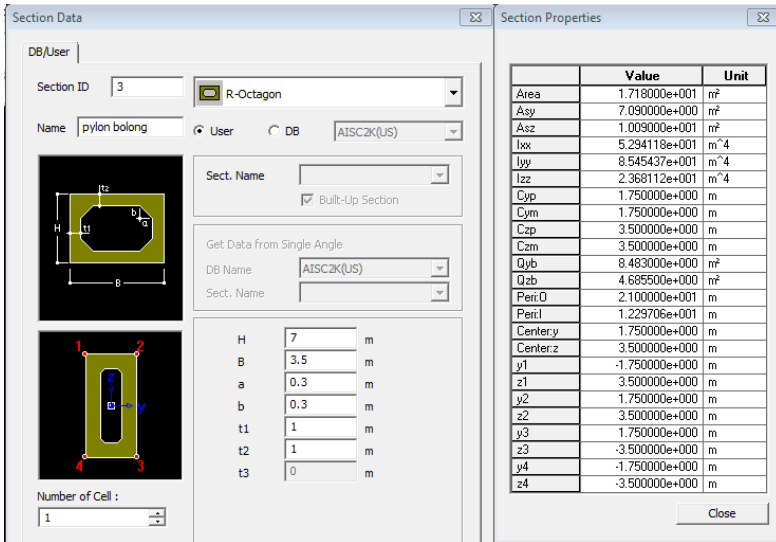 Section Data
DB/User
Section ID 3 R-Octagon
Name pylon bolong User DB AISC2K(US)
Sect. Name
Built-Up Section
Get Data from Single Angle
DB Name AISC2K(US)
Sect. Name
t2
b
a
H
t1
B
1 2
z
y
4 3
H 7 m
B 3.5 m
a 0.3 m
b 0.3 m
t1 1 m
t2 1 m
t3 0 m
Number of Cell :
1
Section Properties
Value Unit
Area 1.718000e+001 m²
Asy 7.090000e+000 m²
Asz 1.009000e+001 m²
Ixx 5.294118e+001 m^4
Iyy 8.545437e+001 m^4
Izz 2.368112e+001 m^4
Cyp 1.750000e+000 m
Cym 1.750000e+000 m
Czp 3.500000e+000 m
Czm 3.500000e+000 m
Qyb 8.483000e+000 m²
Qzb 4.685500e+000 m²
Peri:O 2.100000e+001 m
Peri:I 1.229706e+001 m
Center:y 1.750000e+000 m
Center:z 3.500000e+000 m
y1 -1.750000e+000 m
z1 3.500000e+000 m
y2 1.750000e+000 m
z2 3.500000e+000 m
y3 1.750000e+000 m
z3 -3.500000e+000 m
y4 -1.750000e+000 m
z4 -3.500000e+000 m
Close